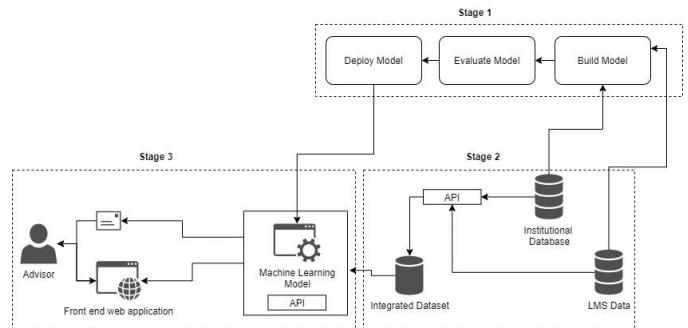 Stage 1
Deploy Model
Evaluate Model
Build Model
Stage 3
Stage 2
API
Institutional
Database
Advisor
Front end web application
Machine Learning
Model
API
Integrated Dataset
LMS Data